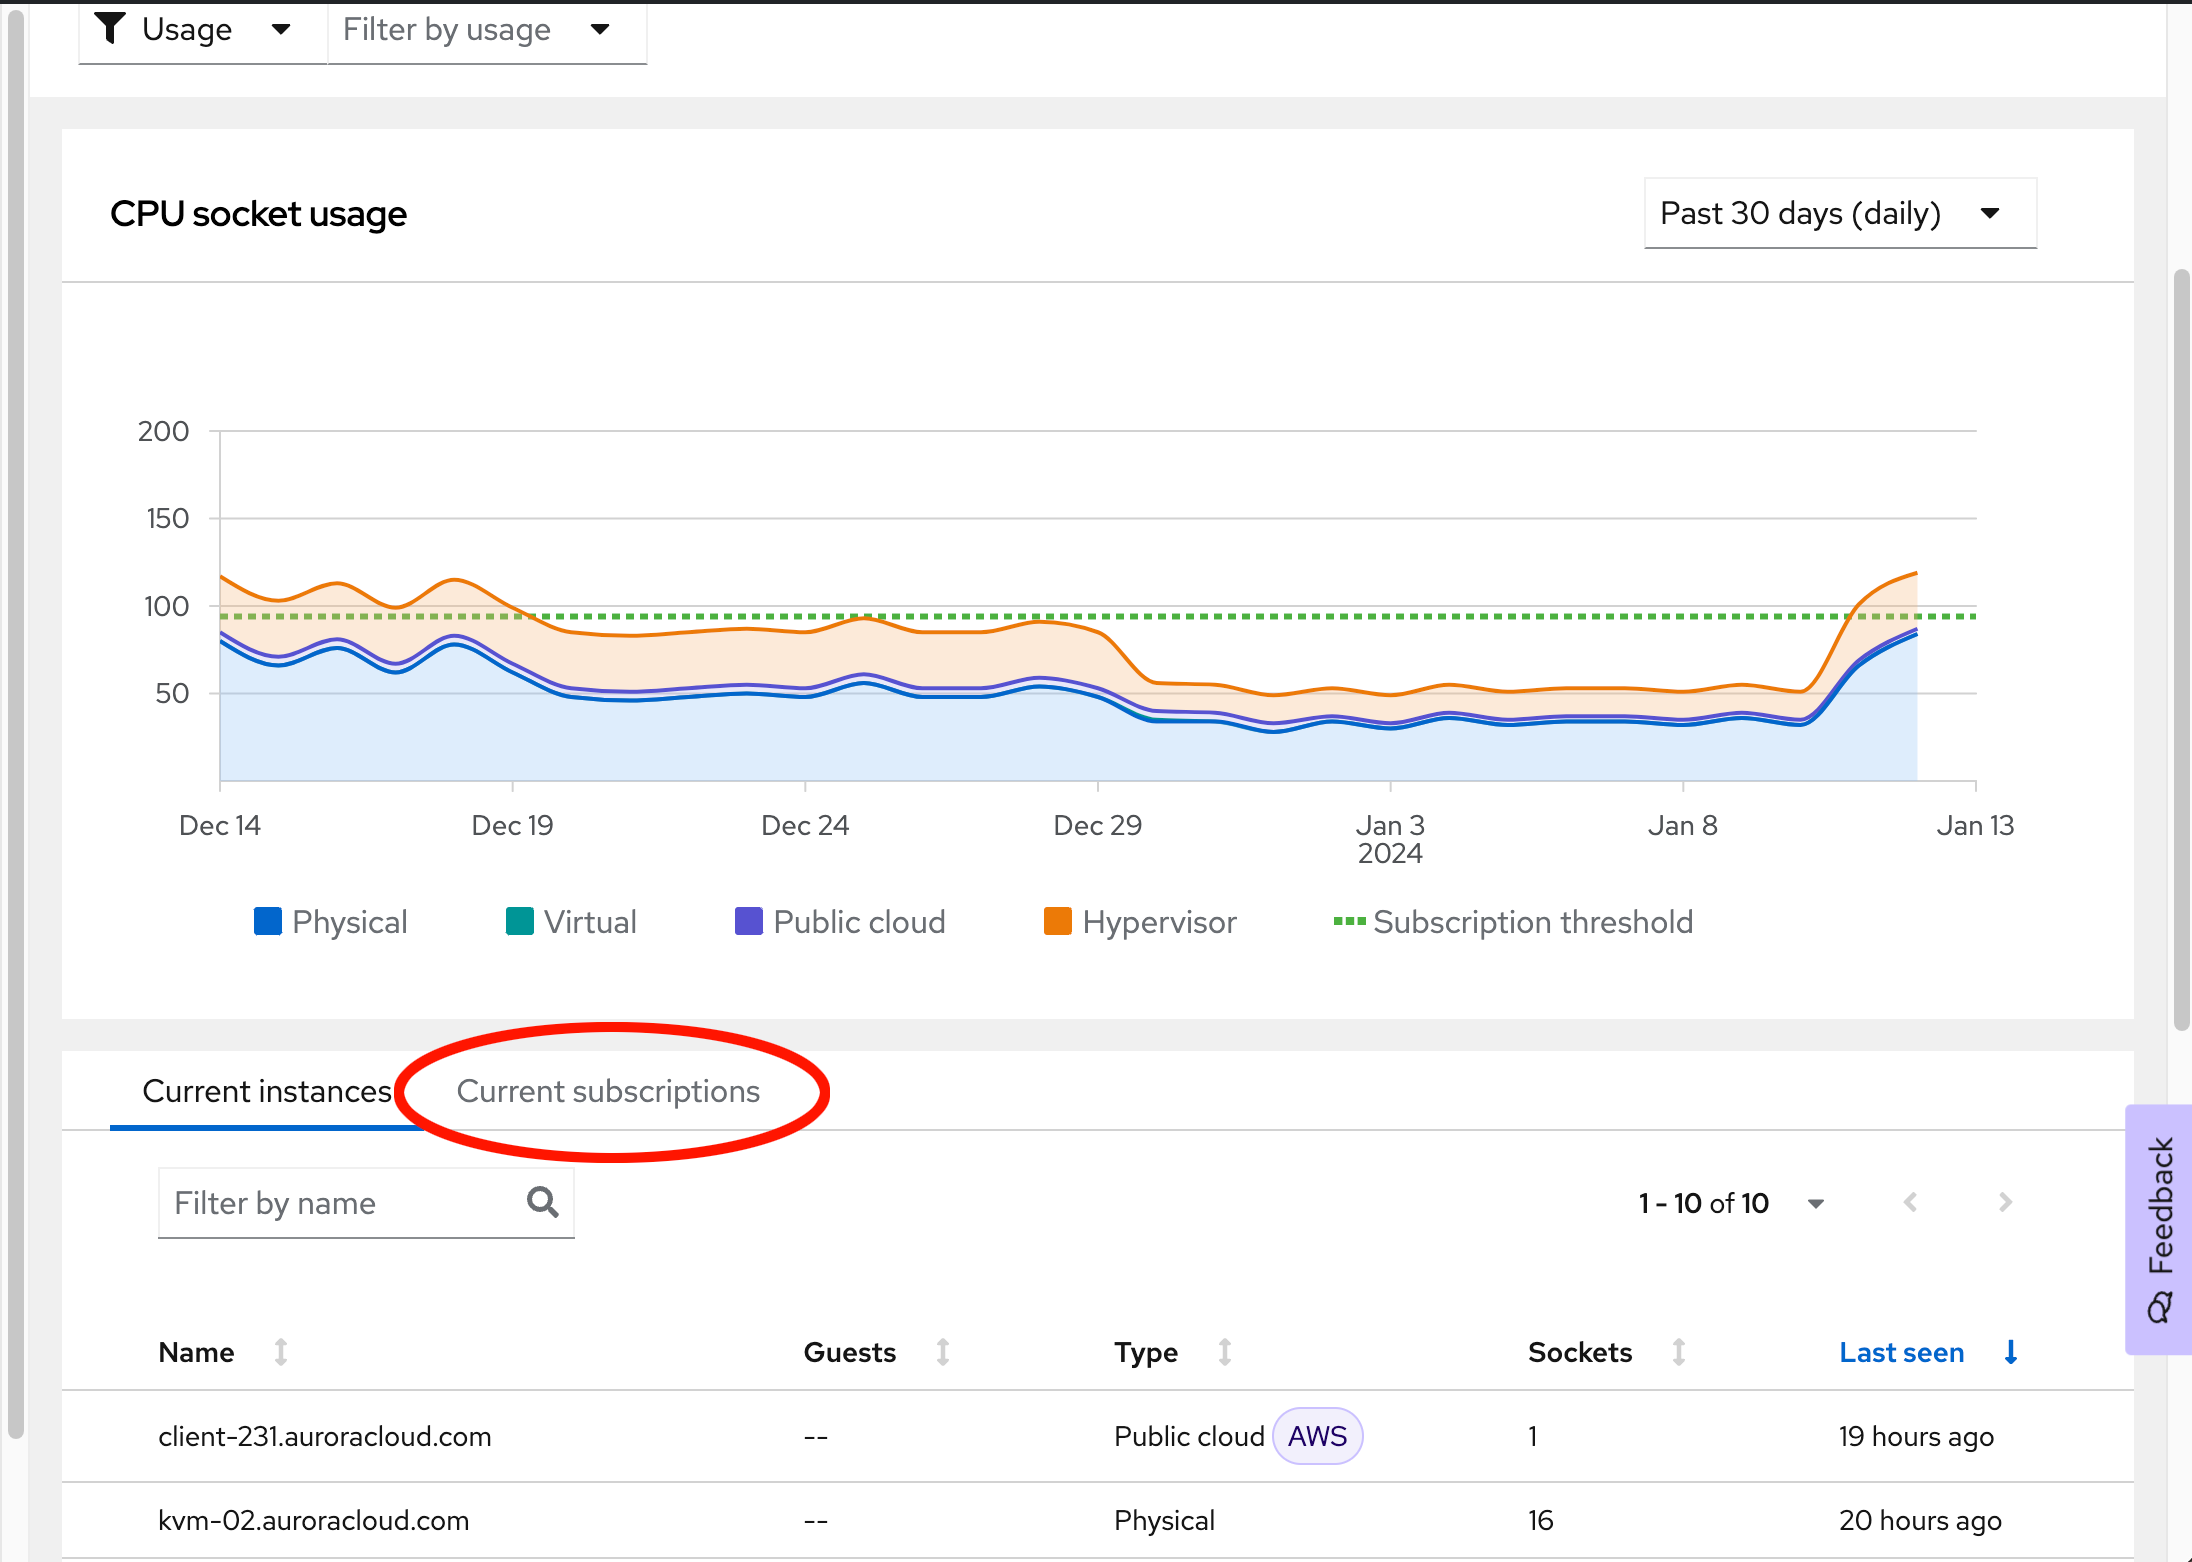 Usage Filter by usage
CPU socket usage Past 30 days (daily)
200
150
100
50
Dec 14 Dec 19 Dec 24 Dec 29 Jan 3 Jan 8 Jan 13
2024
Physical Virtual Public cloud Hypervisor Subscription threshold
Current instances Current subscriptions
Filter by name 1 - 10 of 10
Feedback
Name Guests Type Sockets Last seen
client-231.auroracloud.com -- Public cloud AWS 1 19 hours ago
kvm-02.auroracloud.com -- Physical 16 20 hours ago